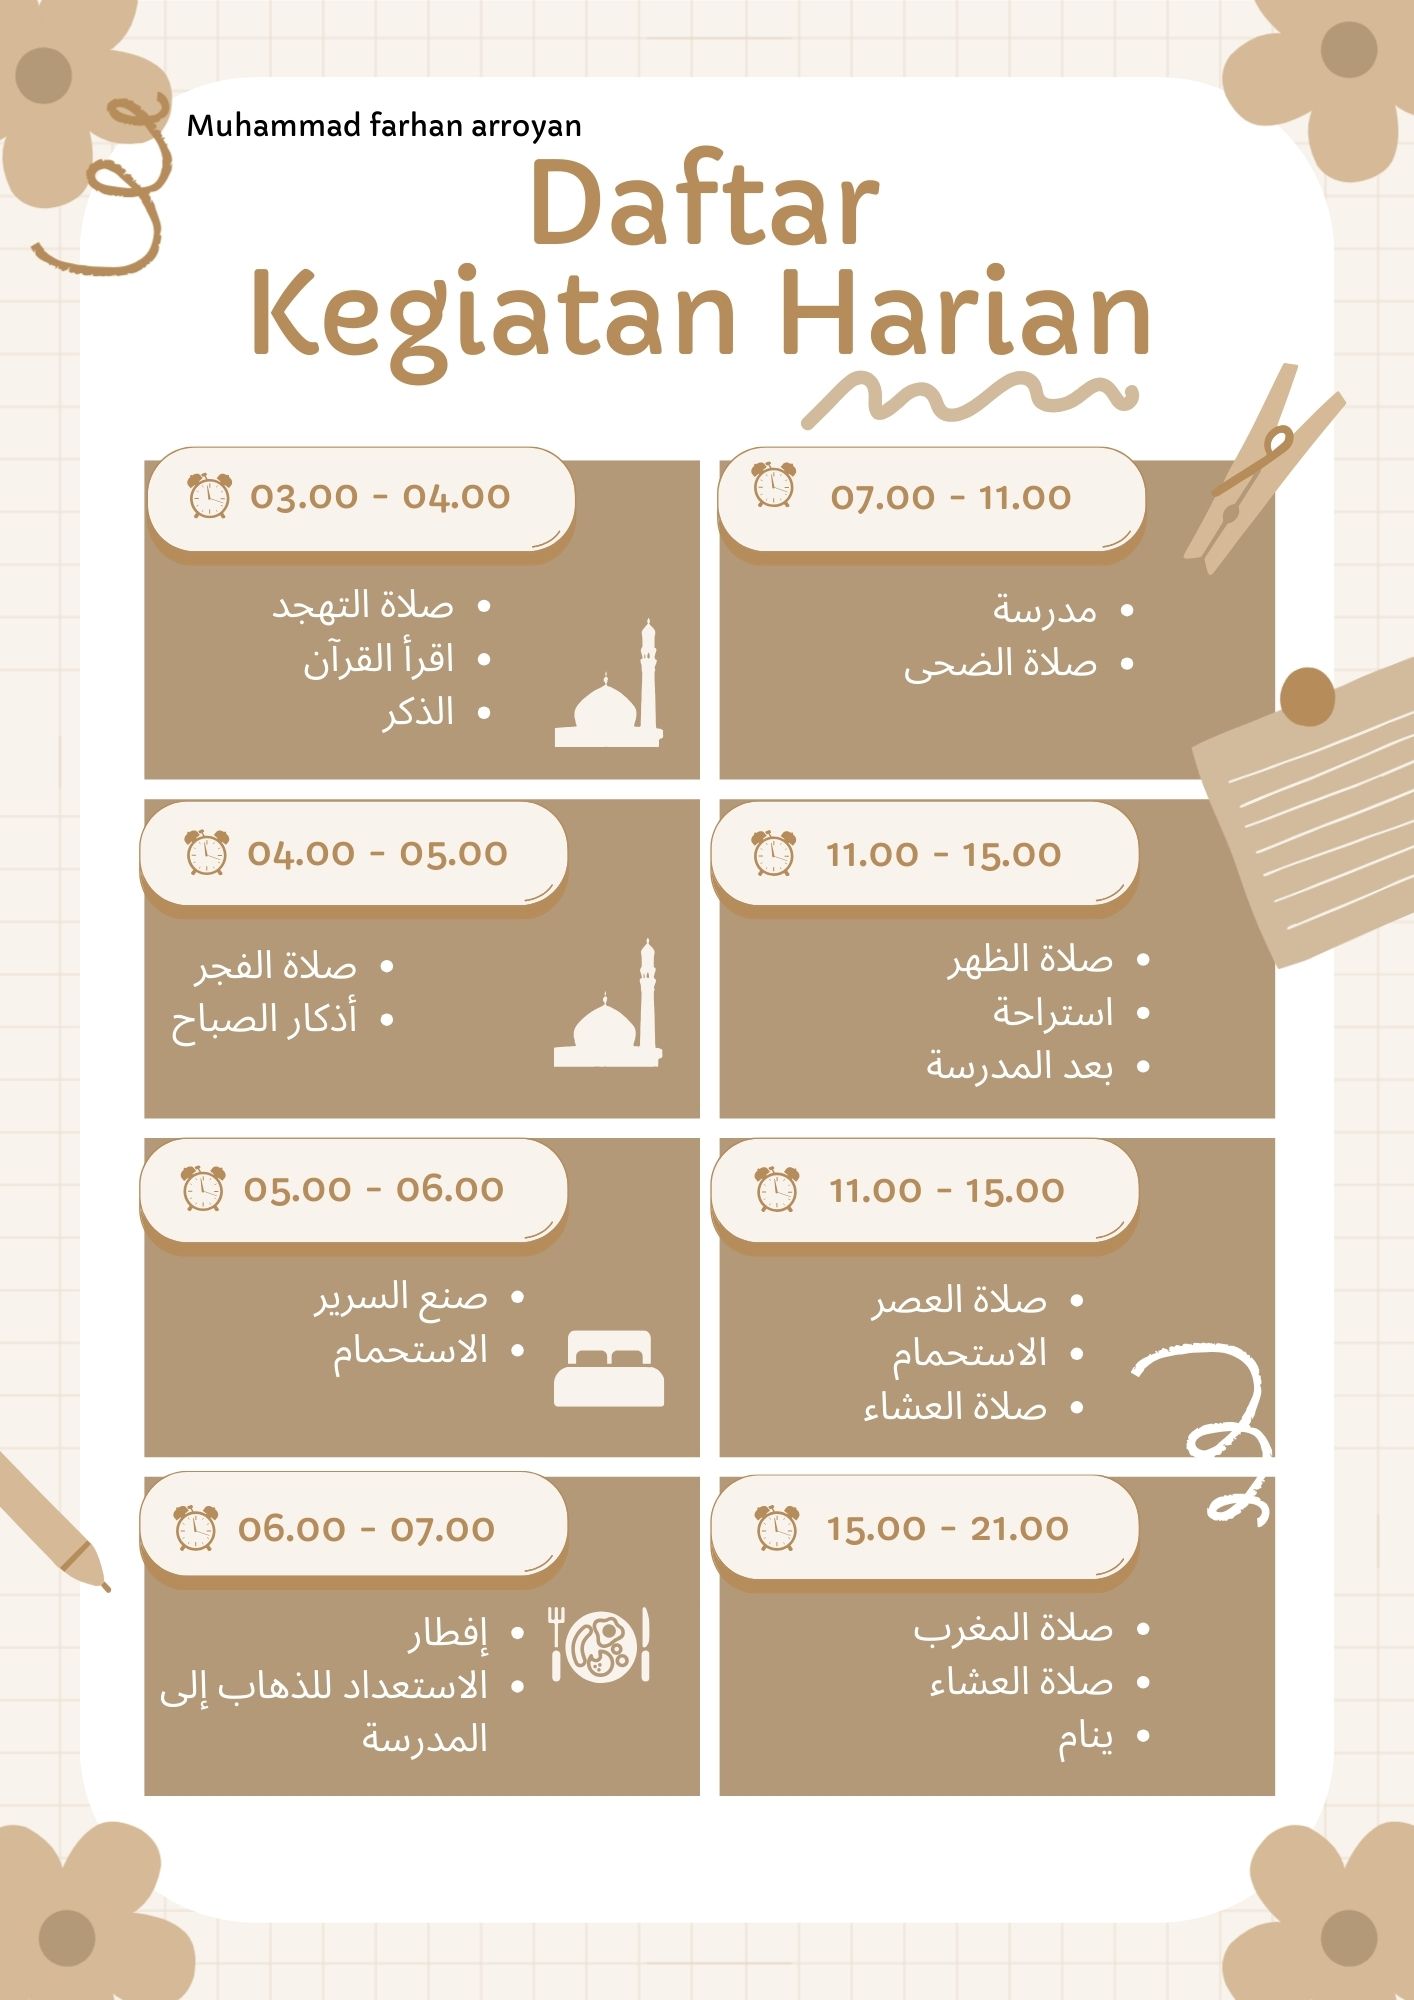 Muhammad farhan arroyan
Daftar
Kegiatan Harian
03.00 - 04.00
• صلاة التهجد
• اقرأ القرآن
• الذكر
04.00 - 05.00
• صلاة الفجر
• أذكار الصباح
05.00 - 06.00
• صنع السرير
• الاستحمام
06.00 - 07.00
• إفطار
• الاستعداد للذهاب إلى
المدرسة
07.00 - 11.00
• مدرسة
• صلاة الضحى
11.00 - 15.00
• صلاة الظهر
• استراحة
• بعد المدرسة
11.00 - 15.00
• صلاة العصر
• الاستحمام
• صلاة العشاء
15.00 - 21.00
• صلاة المغرب
• صلاة العشاء
• ينام